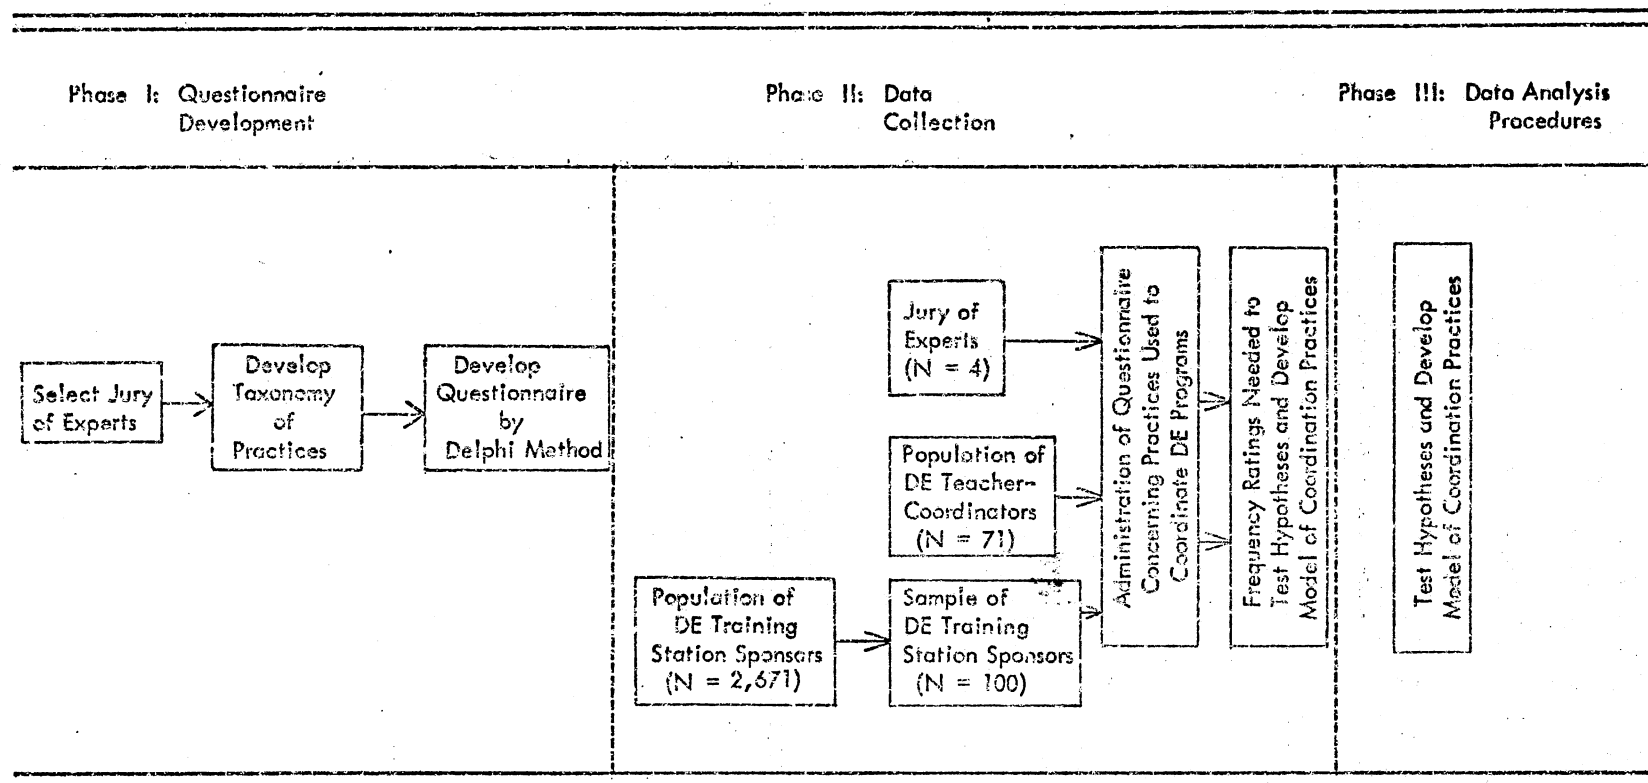 Phase I: Questionnaire
Development
Phase II: Data
Collection
Phase III: Data Analysis
Procedures
Select Jury
of Experts
Develop
Taxonomy
of
Practices
Develop
Questionnaire
by
Delphi Method
Population of
DE Training
Station Sponsors
(N = 2,671)
Jury of
Experts
(N = 4)
Population of
DE Teacher-
Coordinators
(N = 71)
Sample of
DE Training
Station Sponsors
(N = 100)
Administration of Questionnaire
Concerning Practices Used to
Coordinate DE Programs
Frequency Ratings Needed to
Test Hypotheses and Develop
Model of Coordination Practices
Test Hypotheses and Develop
Model of Coordination Practices